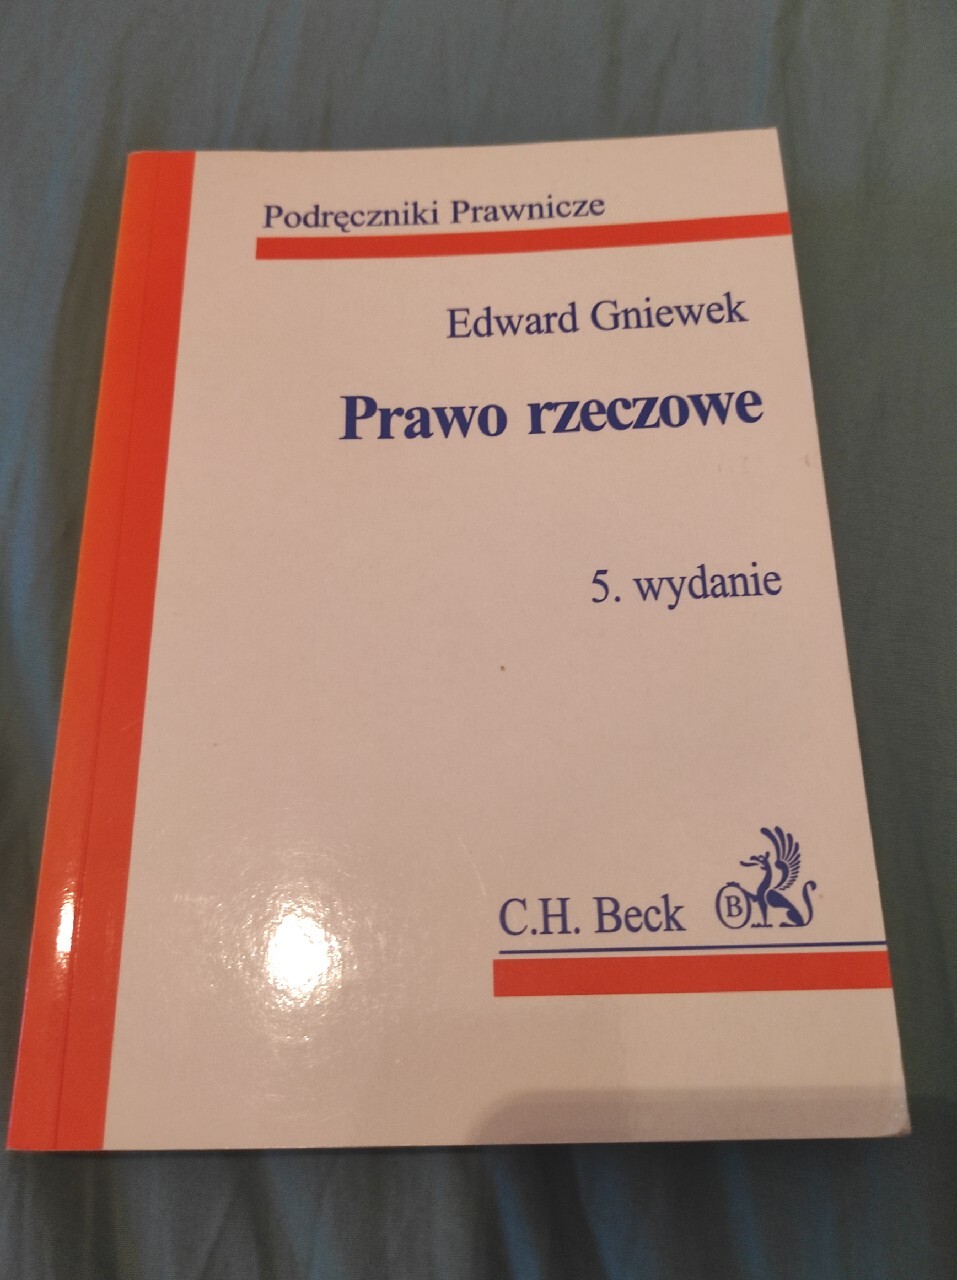 Podręczniki Prawnicze
Edward Gniewek
Prawo rzeczowe
5. wydanie
C.H. Beck
B